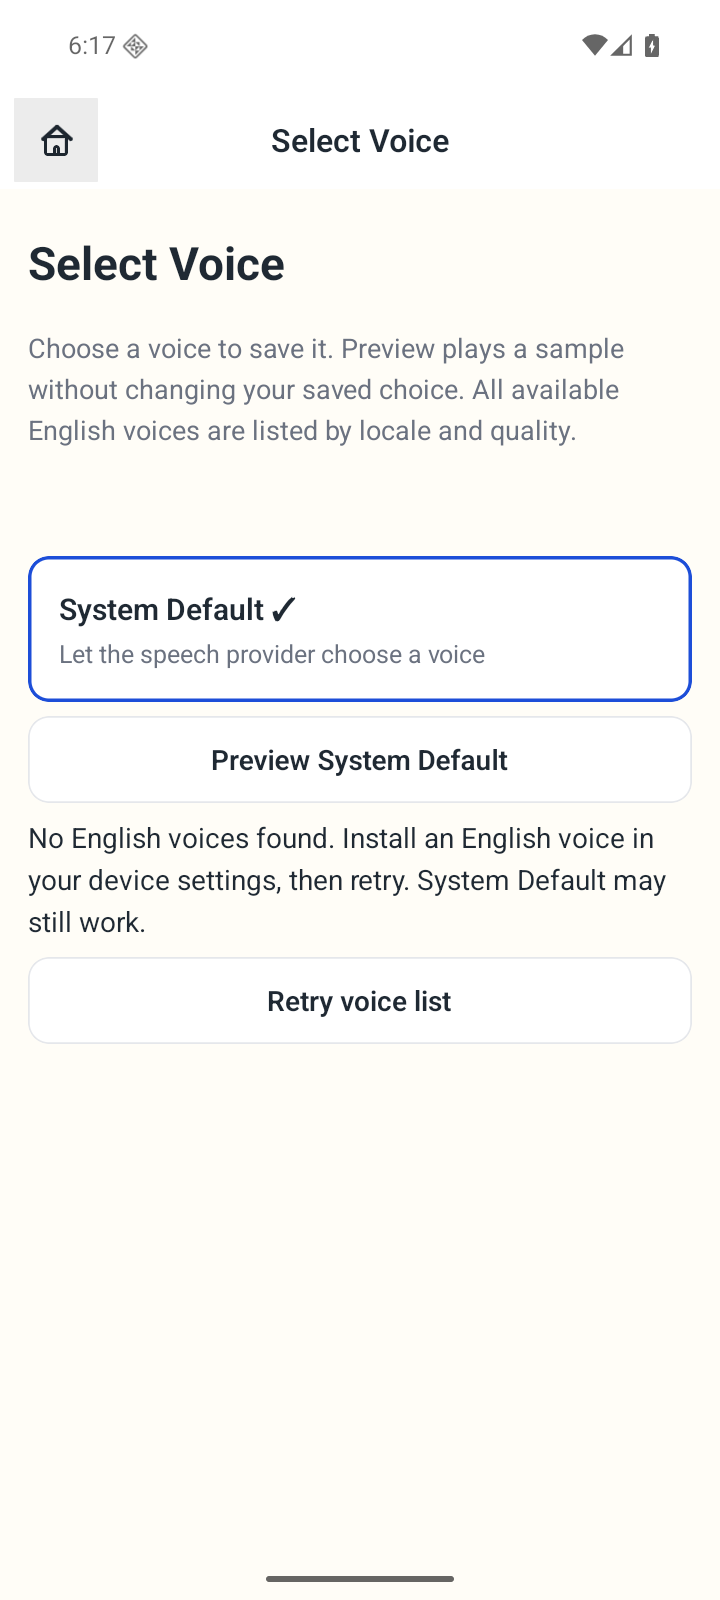 6:17
Select Voice
Select Voice
Choose a voice to save it. Preview plays a sample
without changing your saved choice. All available
English voices are listed by locale and quality.
System Default ✓
Let the speech provider choose a voice
Preview System Default
No English voices found. Install an English voice in
your device settings, then retry. System Default may
still work.
Retry voice list